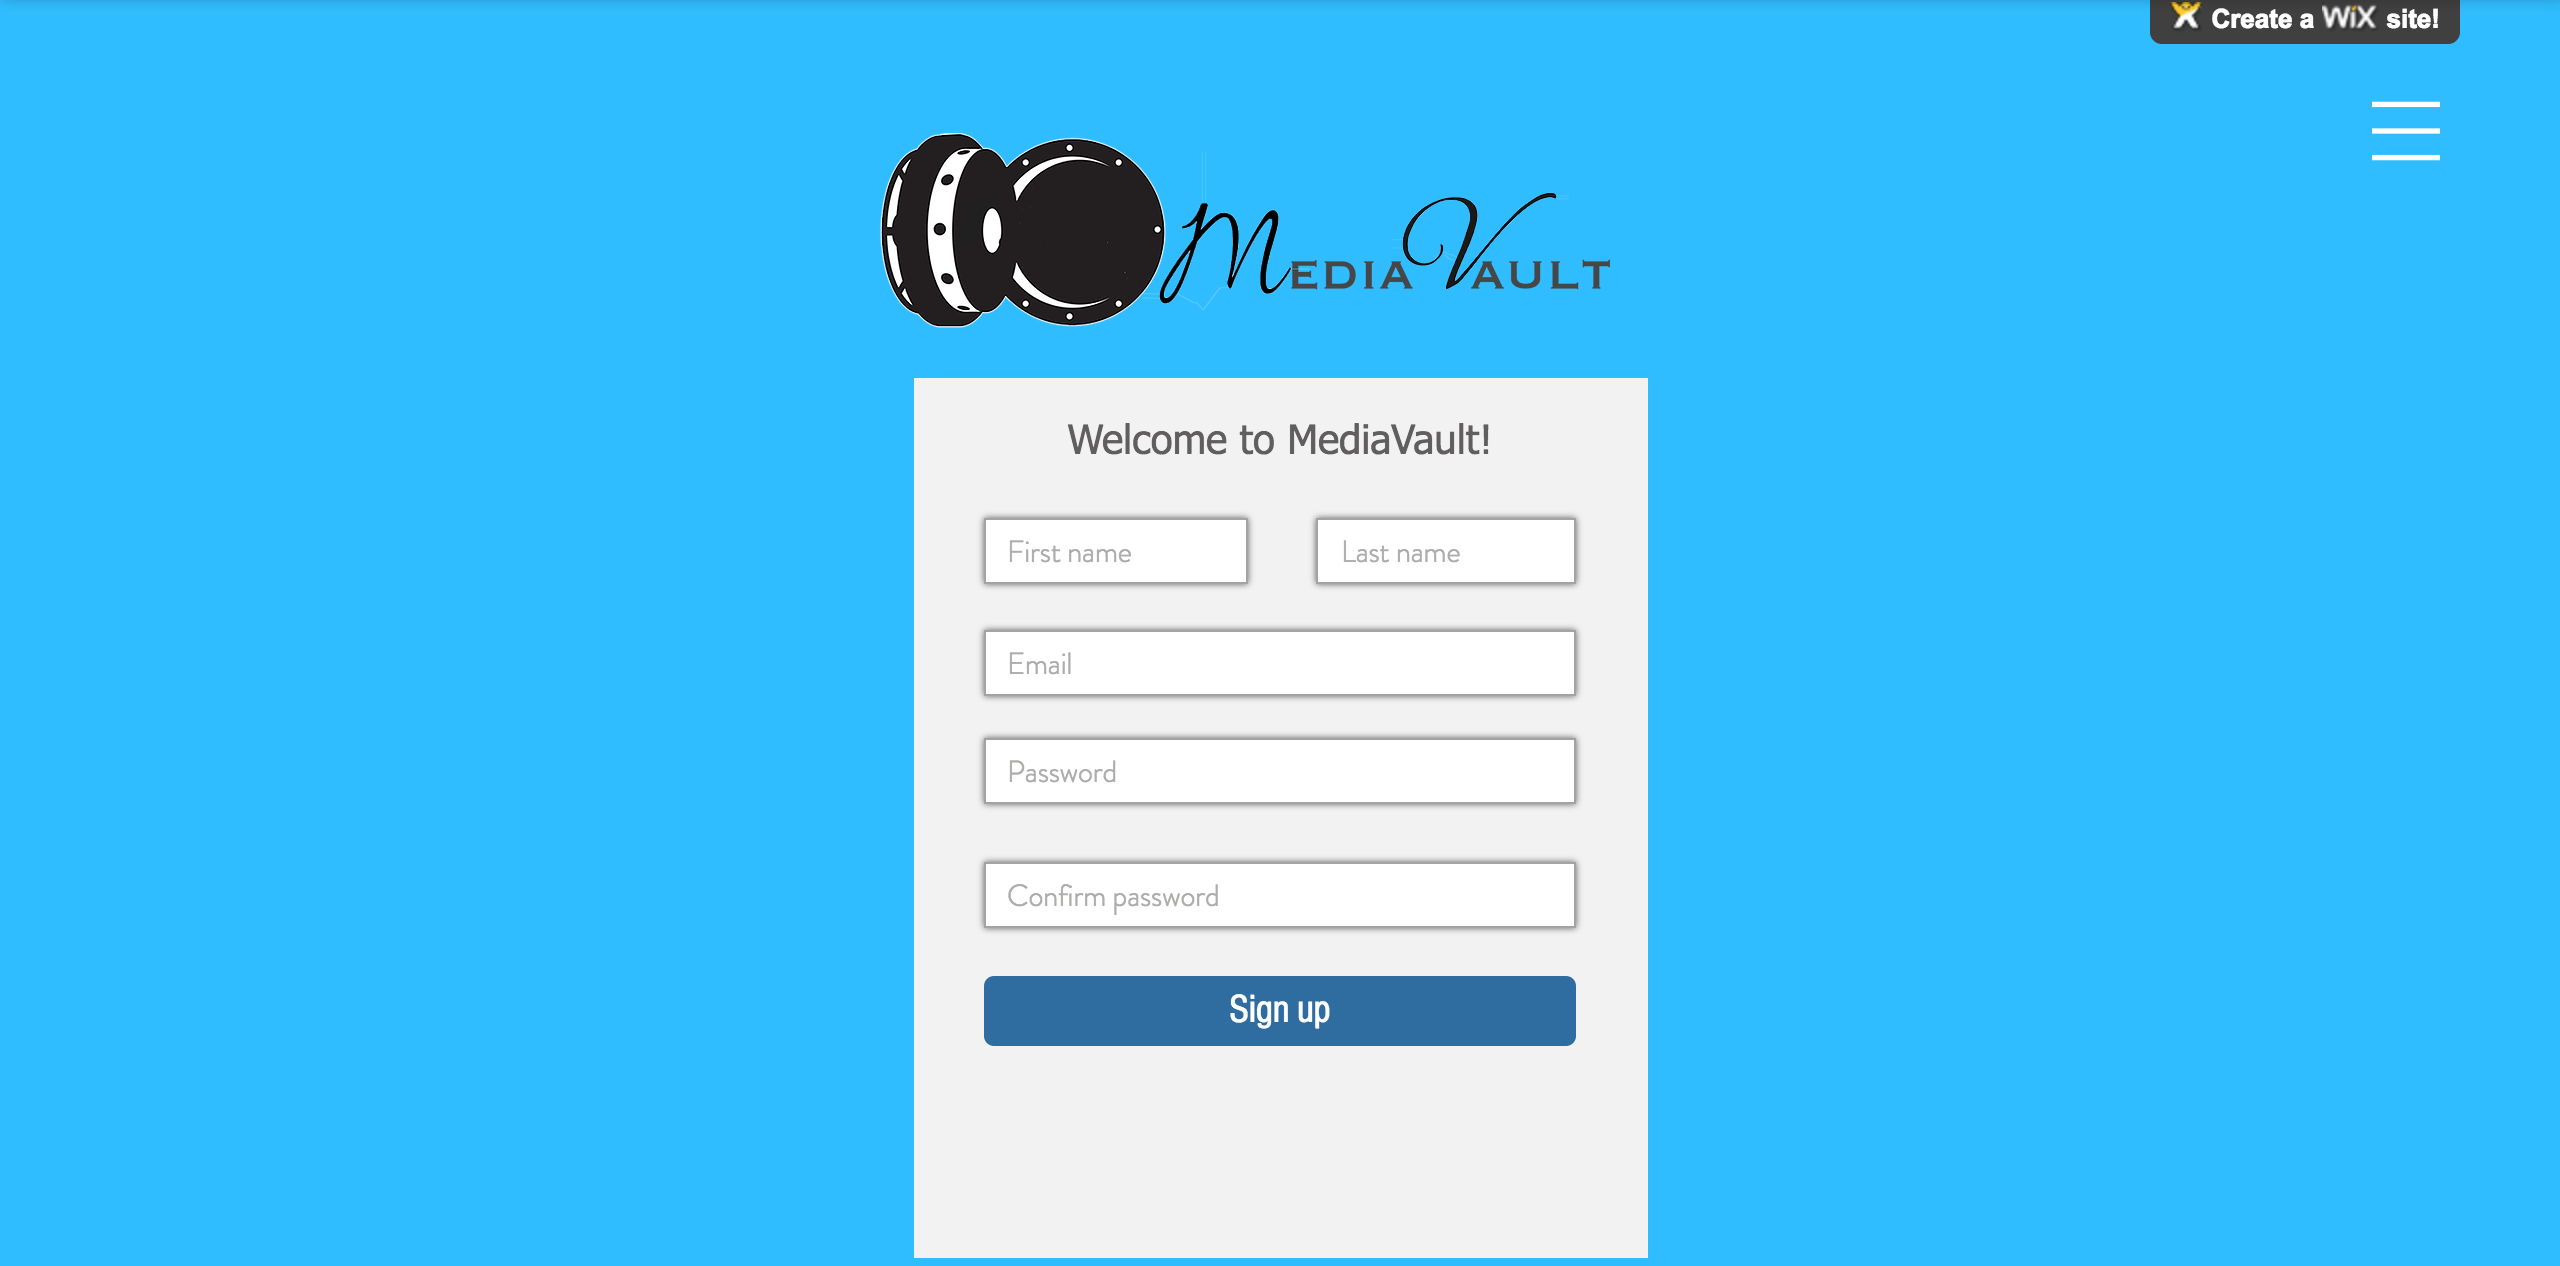 Create a WiX site!
MediaVault
Welcome to MediaVault!
First name
Last name
Email
Password
Confirm password
Sign up